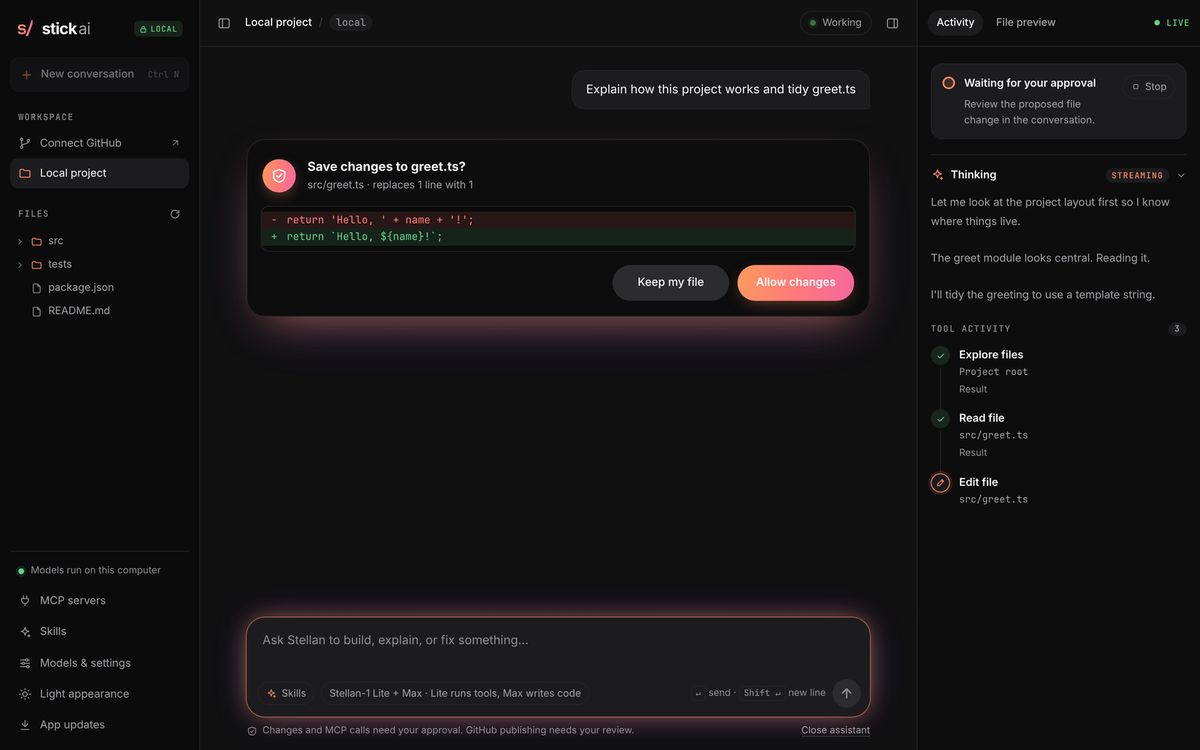 s/ stickai
LOCAL
New conversation Ctrl N
WORKSPACE
Connect GitHub
Local project
FILES
src
tests
package.json
README.md
Models run on this computer
MCP servers
Skills
Models & settings
Light appearance
App updates
Local project / local
Working
Explain how this project works and tidy greet.ts
Save changes to greet.ts?
src/greet.ts · replaces 1 line with 1
- return 'Hello, ' + name + '!';
+ return `Hello, ${name}!`;
Keep my file
Allow changes
Ask Stellan to build, explain, or fix something...
Skills
Stellan-1 Lite + Max · Lite runs tools, Max writes code
↵ send · Shift ↵ new line
Changes and MCP calls need your approval. GitHub publishing needs your review.
Close assistant
Activity
File preview
LIVE
Waiting for your approval
Review the proposed file
change in the conversation.
Stop
Thinking
STREAMING
Let me look at the project layout first so I know
where things live.
The greet module looks central. Reading it.
I'll tidy the greeting to use a template string.
TOOL ACTIVITY
3
Explore files
Project root
Result
Read file
src/greet.ts
Result
Edit file
src/greet.ts